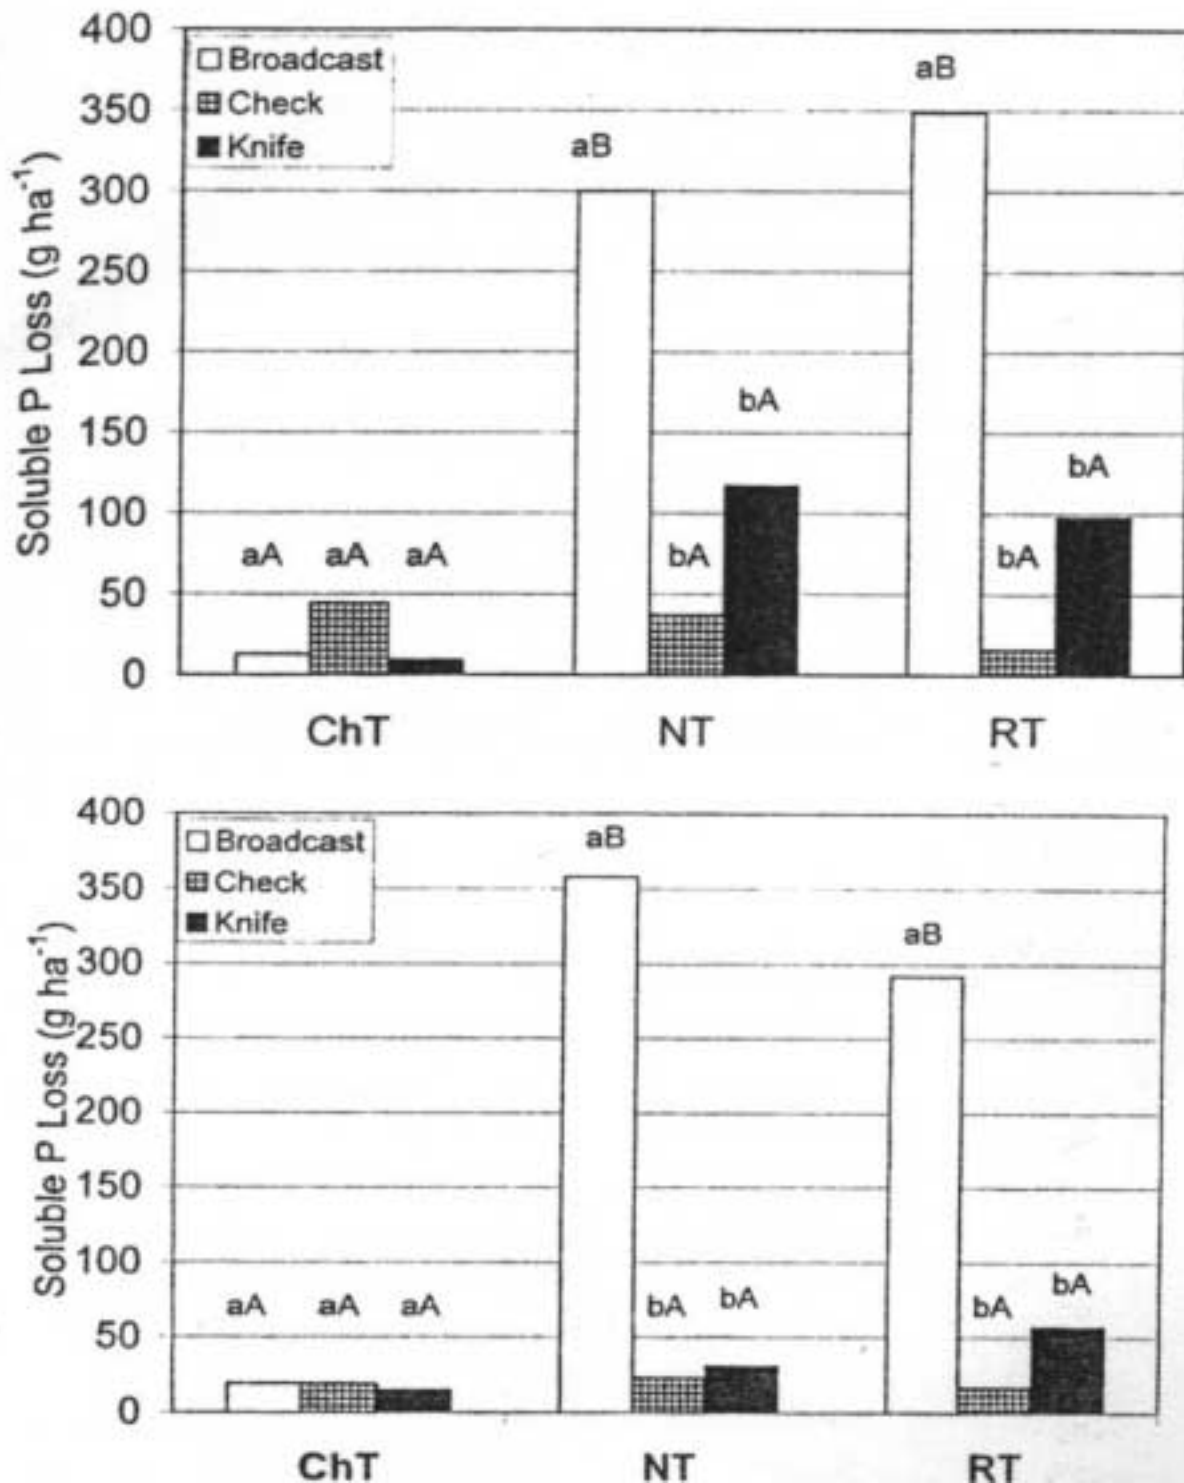 400
350
300
250
200
150
100
50
0
Soluble P Loss (g ha⁻¹)
Broadcast
Check
Knife
aA aA aA
aB
bA
bA
aB
bA
bA
ChT NT RT
400
350
300
250
200
150
100
50
0
Soluble P Loss (g ha⁻¹)
Broadcast
Check
Knife
aA aA aA
aB
bA bA
aB
bA
bA
ChT NT RT